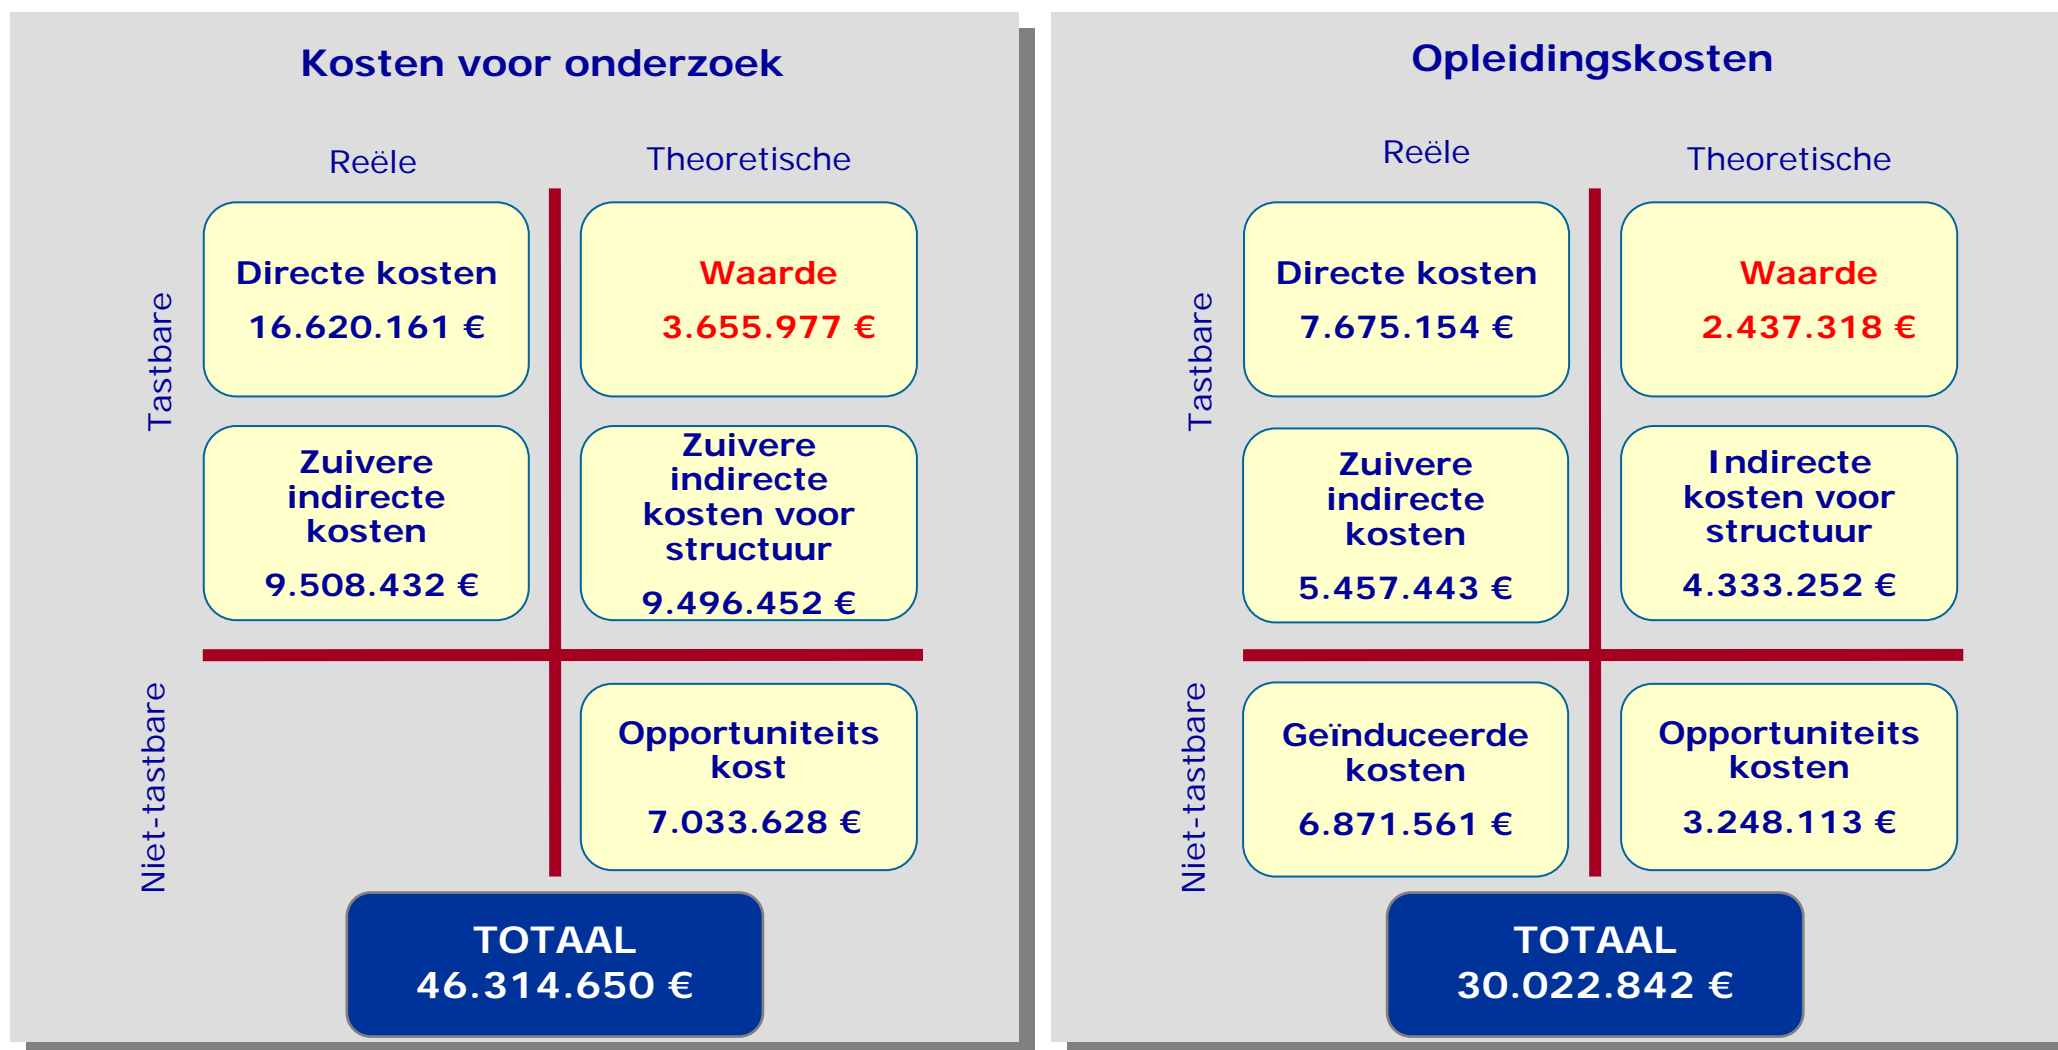 Kosten voor onderzoek
Reële
Theoretische
Tastbare
Directe kosten
16.620.161 €
Waarde
3.655.977 €
Zuivere
indirecte
kosten
9.508.432 €
Zuivere
indirecte
kosten voor
structuur
9.496.452 €
Niet-tastbare
Opportuniteits
kost
7.033.628 €
TOTAAL
46.314.650 €
Opleidingskosten
Reële
Theoretische
Tastbare
Directe kosten
7.675.154 €
Waarde
2.437.318 €
Zuivere
indirecte
kosten
5.457.443 €
Indirecte
kosten voor
structuur
4.333.252 €
Niet-tastbare
Geïnduceerde
kosten
6.871.561 €
Opportuniteits
kosten
3.248.113 €
TOTAAL
30.022.842 €